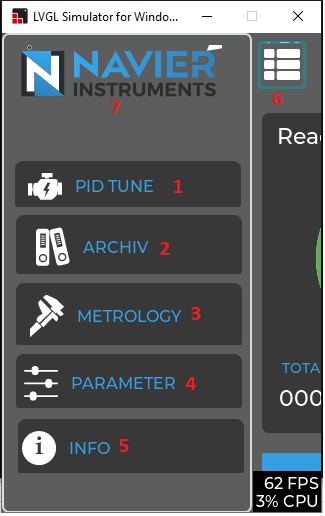 LVGL Simulator for Windo...
NAVIER
INSTRUMENTS
7
6
PID TUNE 1
ARCHIV 2
METROLOGY 3
PARAMETER 4
INFO 5
Rea
TOTA
000
62 FPS
3% CPU